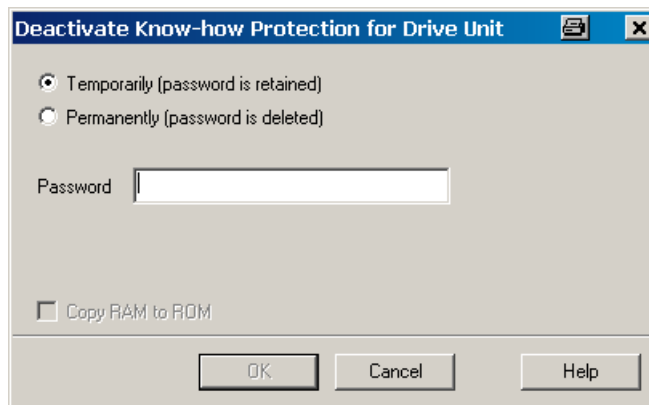 Deactivate Know-how Protection for Drive Unit
Temporarily (password is retained)
Permanently (password is deleted)
Password
Copy RAM to ROM
OK Cancel Help